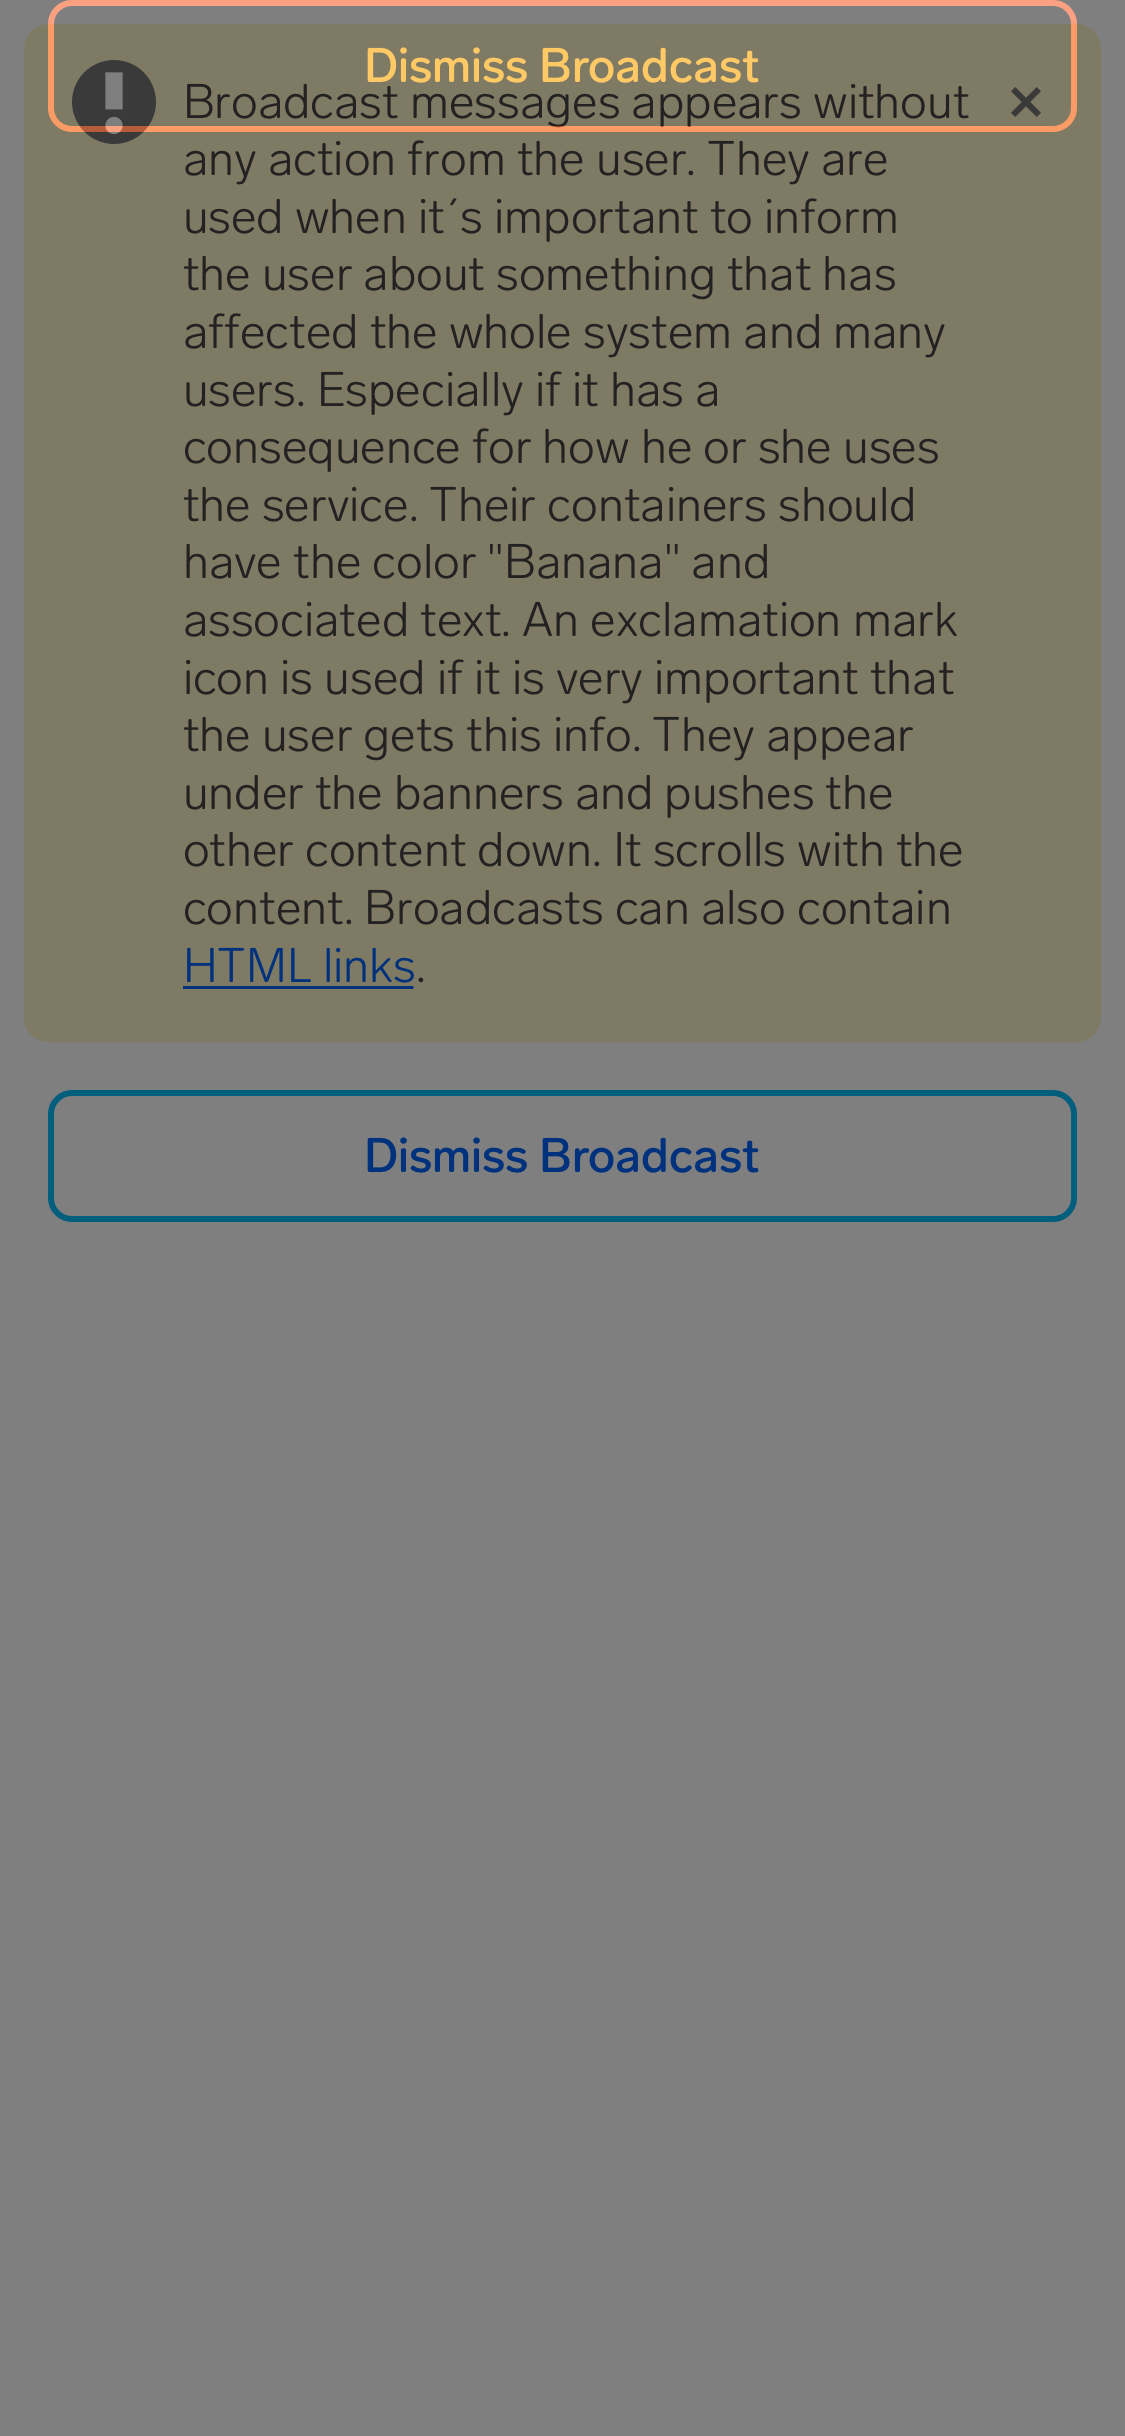 Dismiss Broadcast
Broadcast messages appears without
any action from the user. They are
used when it´s important to inform
the user about something that has
affected the whole system and many
users. Especially if it has a
consequence for how he or she uses
the service. Their containers should
have the color "Banana" and
associated text. An exclamation mark
icon is used if it is very important that
the user gets this info. They appear
under the banners and pushes the
other content down. It scrolls with the
content. Broadcasts can also contain
HTML links.
Dismiss Broadcast